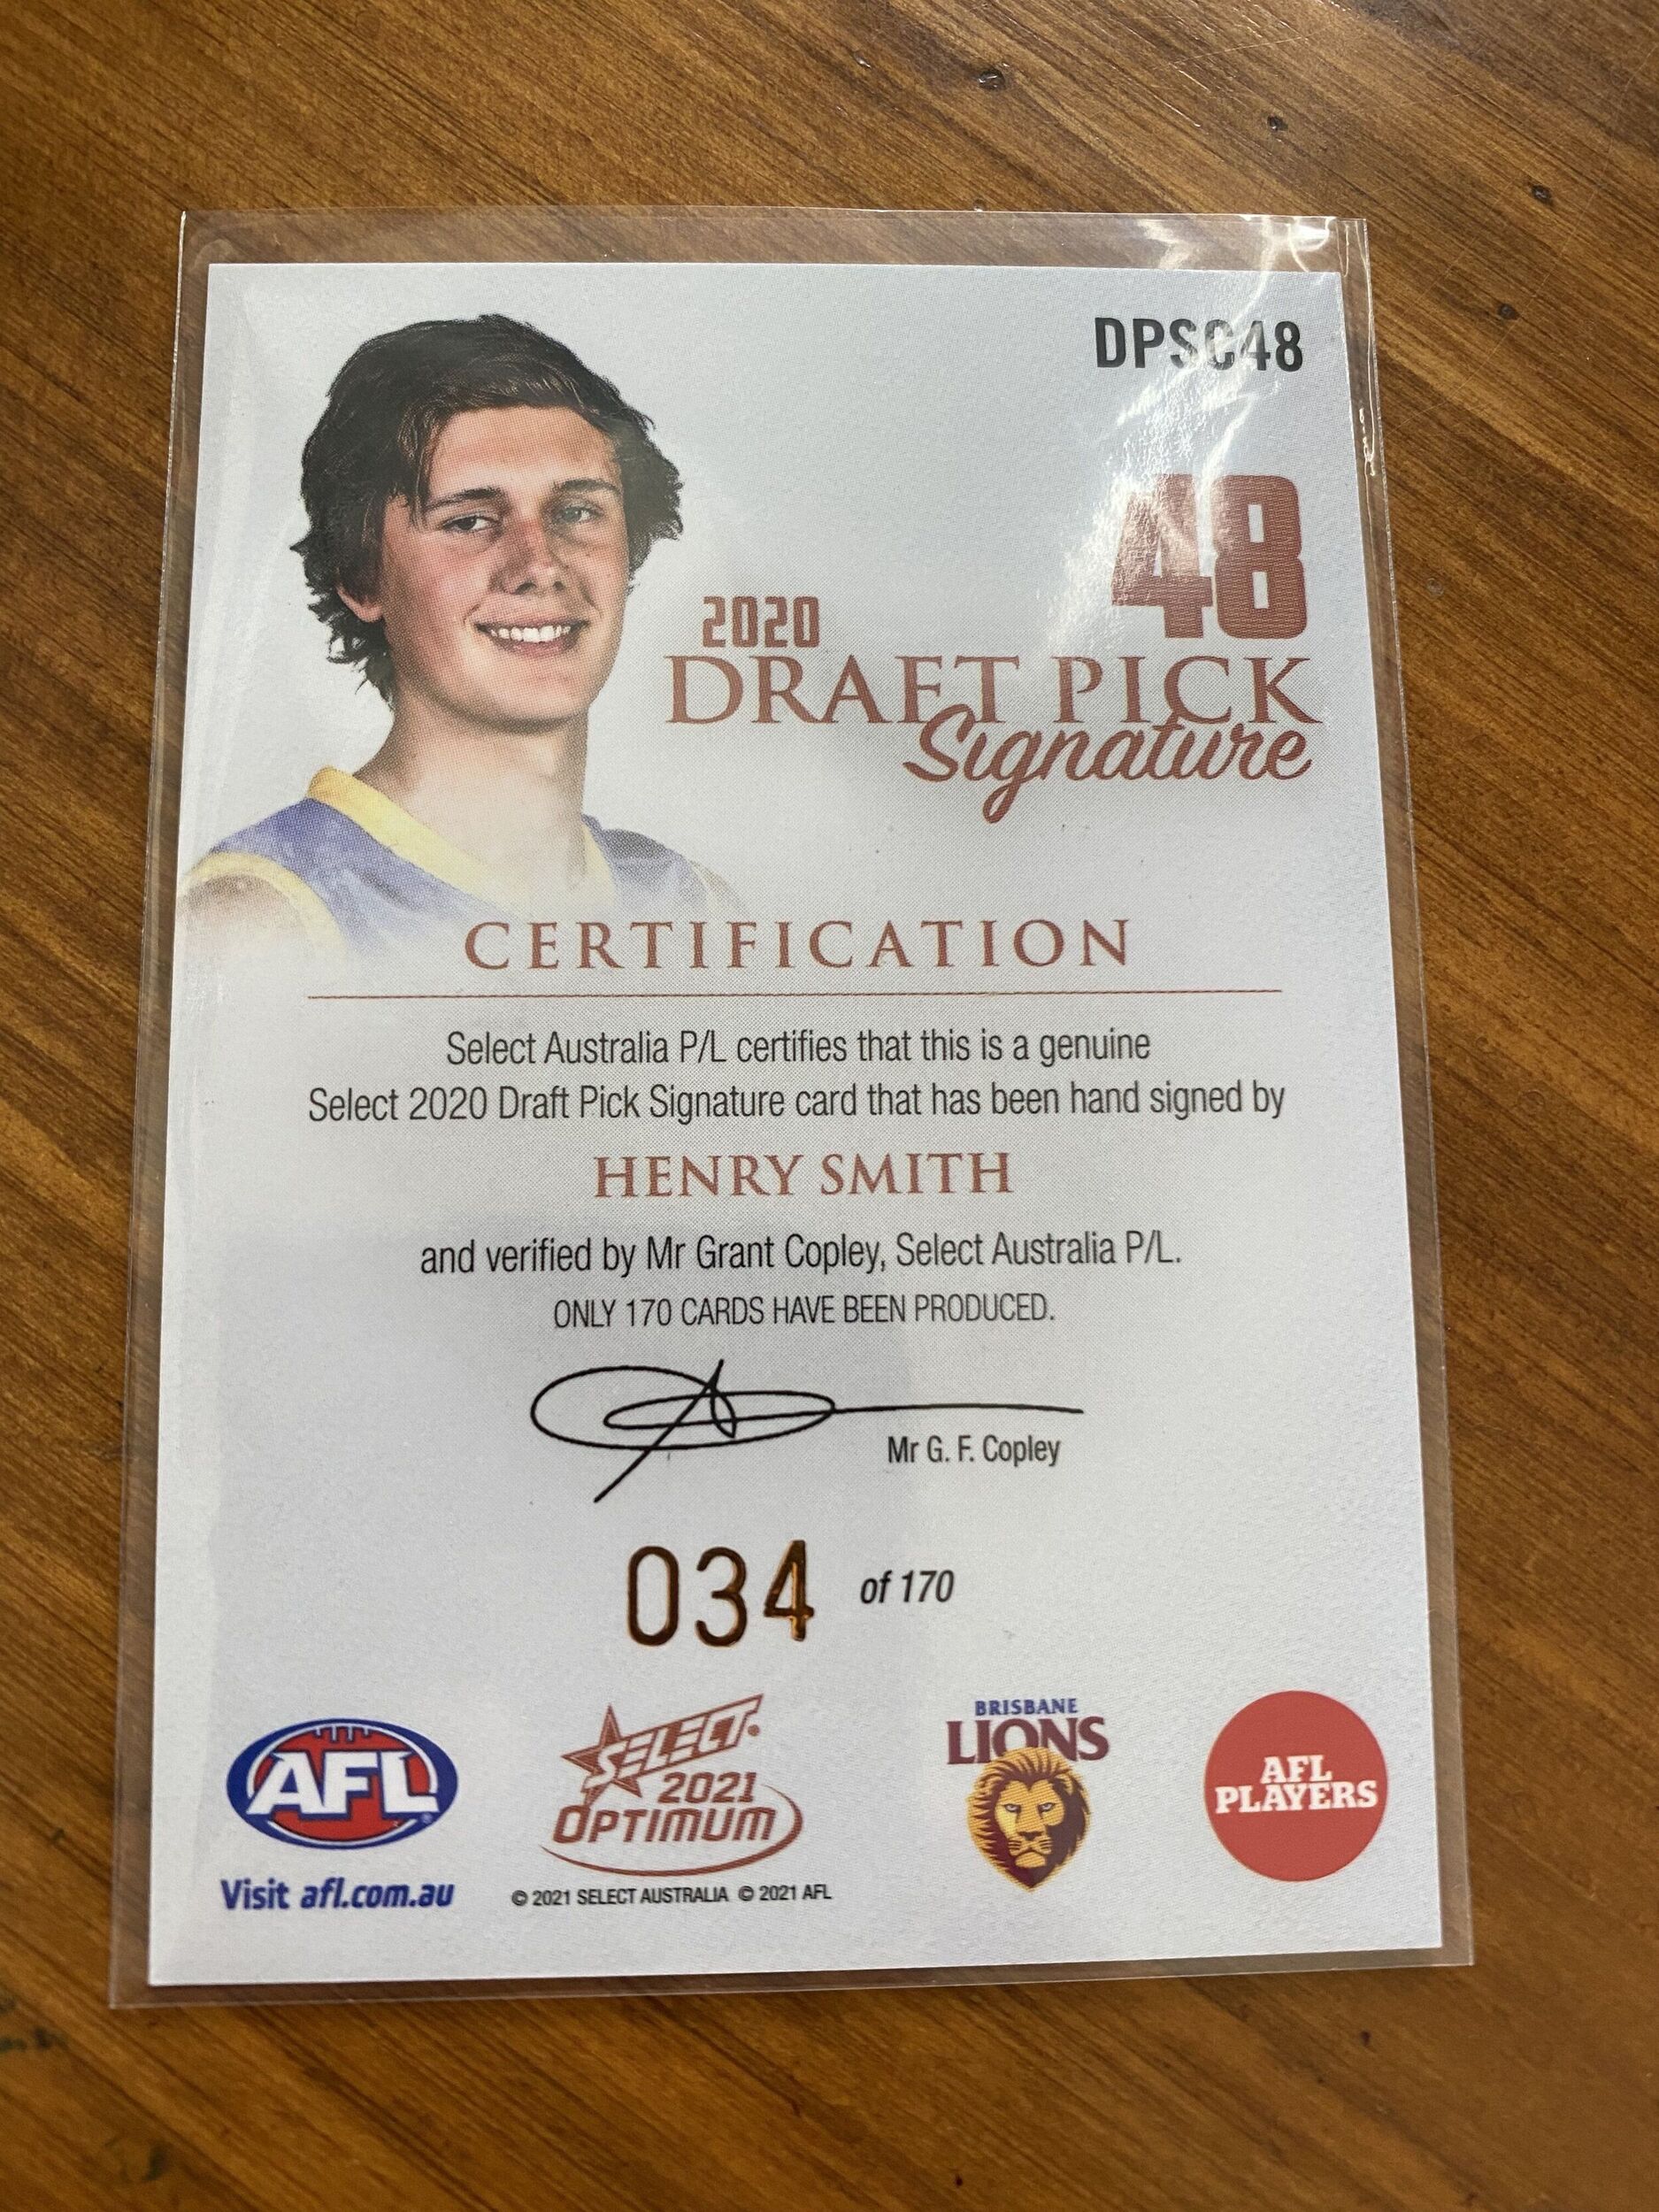 DPSC48
48
2020
DRAFT PICK
Signature
CERTIFICATION
Select Australia P/L certifies that this is a genuine
Select 2020 Draft Pick Signature card that has been hand signed by
HENRY SMITH
and verified by Mr Grant Copley, Select Australia P/L.
ONLY 170 CARDS HAVE BEEN PRODUCED.
Mr G. F. Copley
034 of 170
AFL
Visit afl.com.au
SELECT
2021
OPTIMUM
© 2021 SELECT AUSTRALIA © 2021 AFL
BRISBANE
LIONS
AFL
PLAYERS